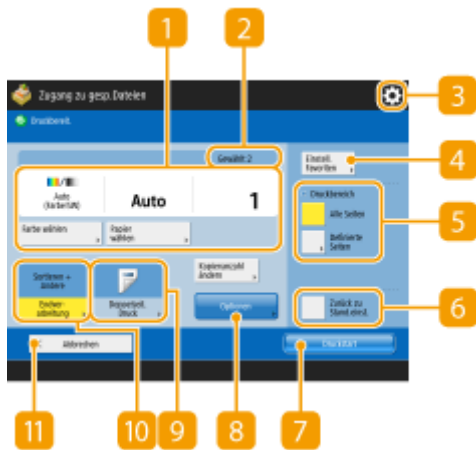 1
2
Zugang zu gesp.Dateien
3
Druckbereit.
Gewählt:2
Einstell.
Favoriten
4
Auto
(Farbe/SW)
Auto
1
Druckbereich
Alle Seiten
5
Farbe wählen
Papier
wählen
Definierte
Seiten
Sortieren +
andere
Kopienanzahl
ändern
Endver-
arbeitung
Doppelseit.
Druck
Optionen
Zurück zu
Stand.einst.
6
Abbrechen
Druckstart
11
10
9
8
7